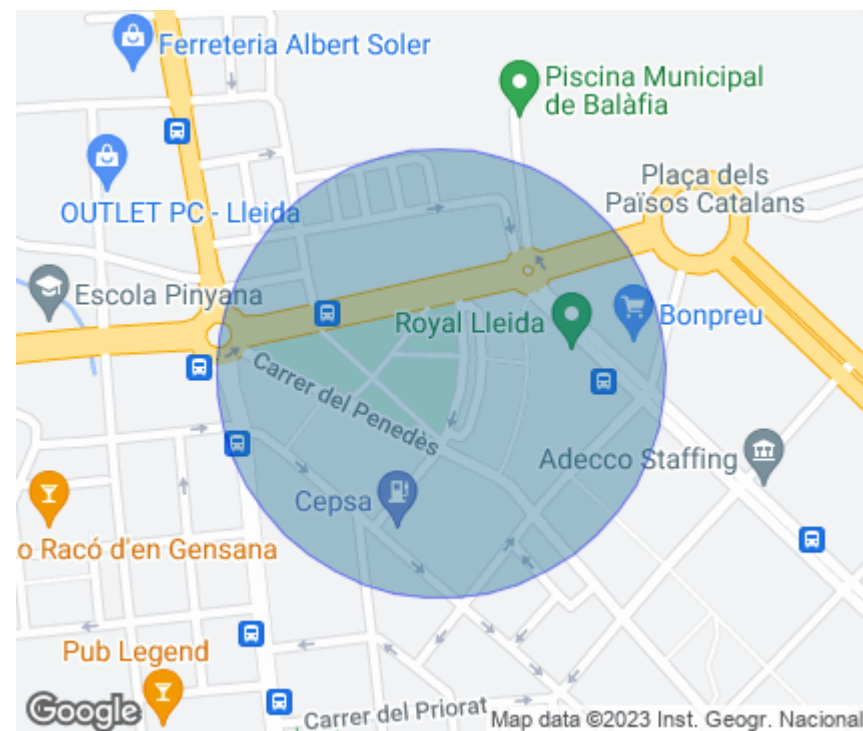 Ferreteria Albert Soler
Piscina Municipal
de Balàfia
OUTLET PC - Lleida
Plaça dels
Països Catalans
Escola Pinyana
Royal Lleida
Bonpreu
Carrer del Penedès
Adecco Staffing
Cepsa
o Racó d'en Gensana
Pub Legend
Carrer del Priorat
Google
Map data ©2023 Inst. Geogr. Nacional